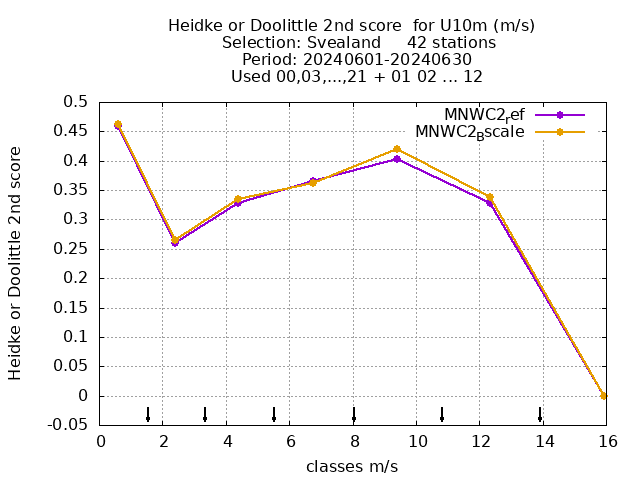 Heidke or Doolittle 2nd score  for U10m (m/s)
Selection: Svealand     42 stations
Period: 20240601-20240630
Used 00,03,...,21 + 01 02 ... 12
MNWC2ref
MNWC2Bscale
Heidke or Doolittle 2nd score
0.5
0.45
0.4
0.35
0.3
0.25
0.2
0.15
0.1
0.05
0
-0.05
0 2 4 6 8 10 12 14 16
classes m/s